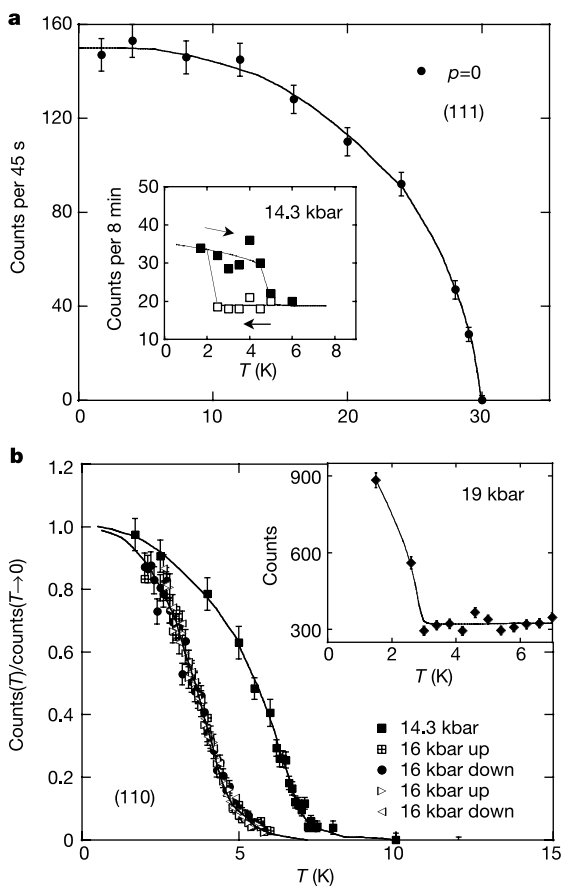 a
160
120
80
40
0
Counts per 45 s
p=0
(111)
50
40
30
20
10
Counts per 8 min
14.3 kbar
0 2 4 6 8
T (K)
0 10 20 30
b
1.2
1.0
0.8
0.6
0.4
0.2
0
Counts(T)/counts(T→0)
900
600
300
Counts
19 kbar
0 2 4 6
T (K)
14.3 kbar
16 kbar up
16 kbar down
16 kbar up
16 kbar down
(110)
0 5 10 15
T (K)